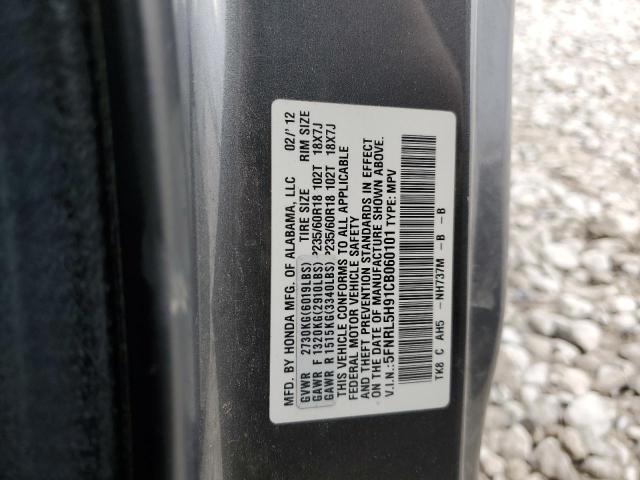 MFD. BY HONDA MFG. OF ALABAMA, LLC 02/'12
TIRE SIZE RIM SIZE
GVWR 2730KG(6019LBS)
GAWR F 1320KG(2910LBS) P235/60R18 102T 18X7J
GAWR R 1515KG(3340LBS) P235/60R18 102T 18X7J
THIS VEHICLE CONFORMS TO ALL APPLICABLE
FEDERAL MOTOR VEHICLE SAFETY
AND THEFT PREVENTION STANDARDS IN EFFECT
ON THE DATE OF MANUFACTURE SHOWN ABOVE.
V.I.N.: 5FNRL5H91CB060101 TYPE: MPV
TK8 C AH5 -NH737M -B -B